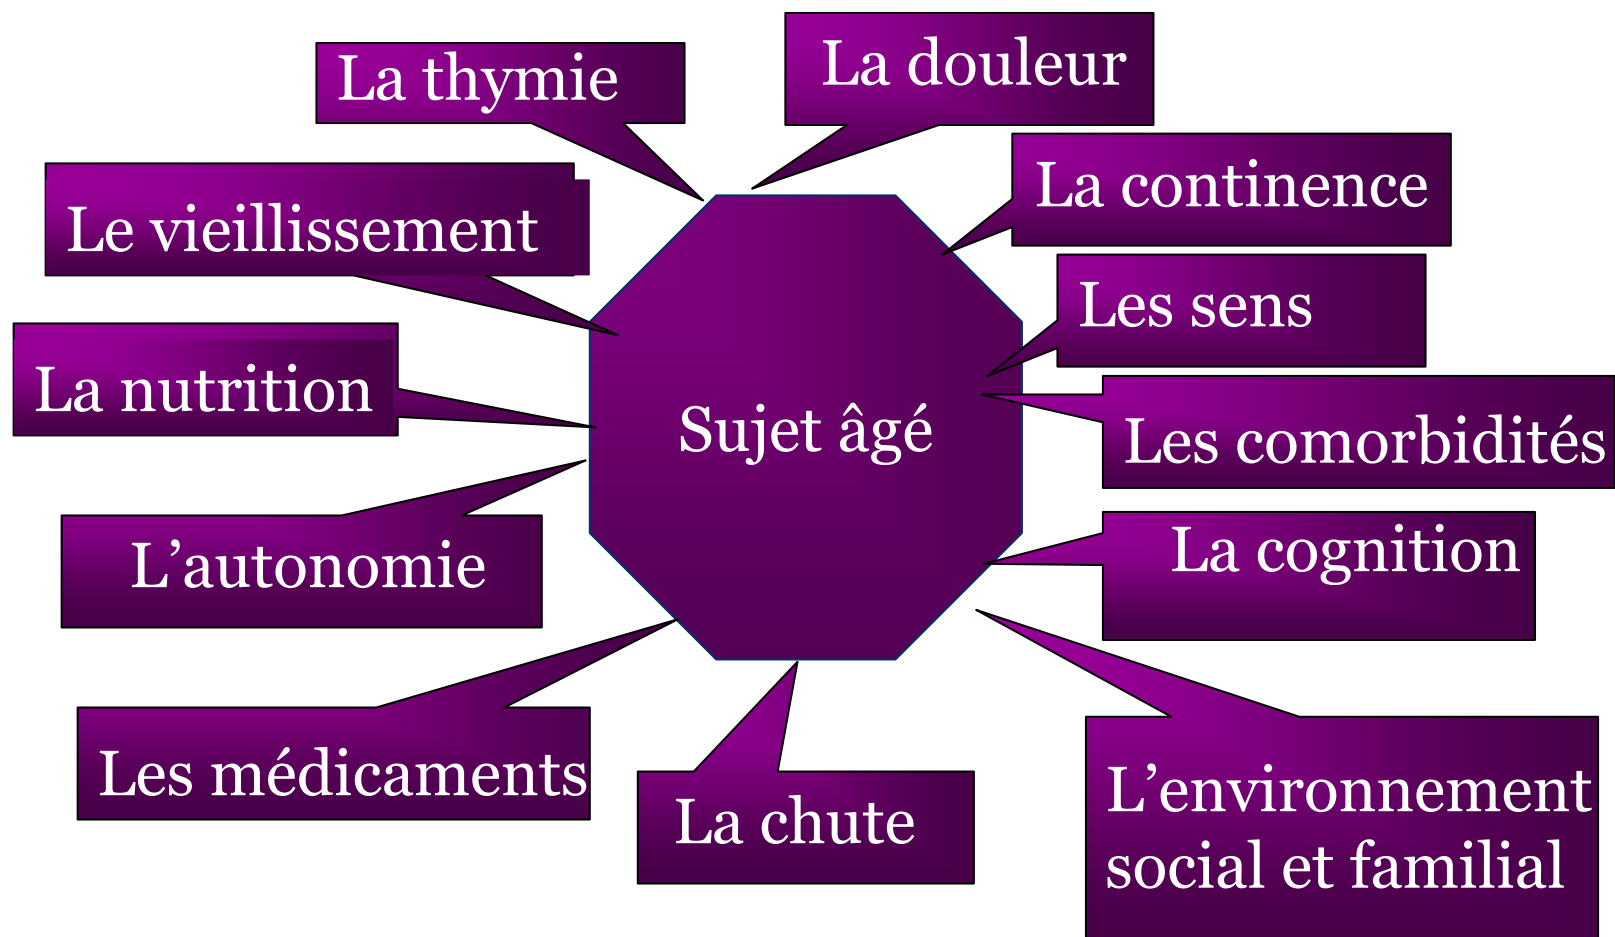 La thymie
La douleur
La continence
Le vieillissement
Les sens
La nutrition
Sujet âgé
Les comorbidités
L’autonomie
La cognition
Les médicaments
La chute
L’environnement
social et familial